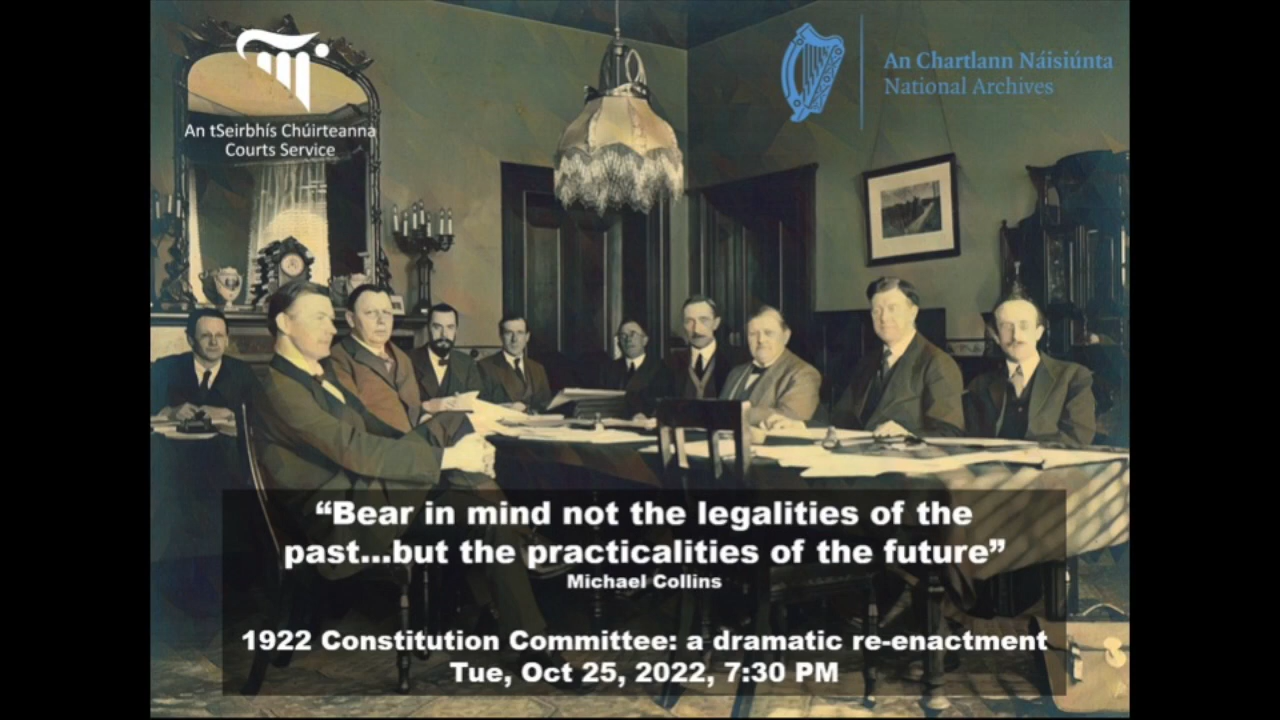 An tSeirbhís Chúirteanna
Courts Service
An Chartlann Náisiúnta
National Archives
“Bear in mind not the legalities of the
past...but the practicalities of the future”
Michael Collins
1922 Constitution Committee: a dramatic re-enactment
Tue, Oct 25, 2022, 7:30 PM